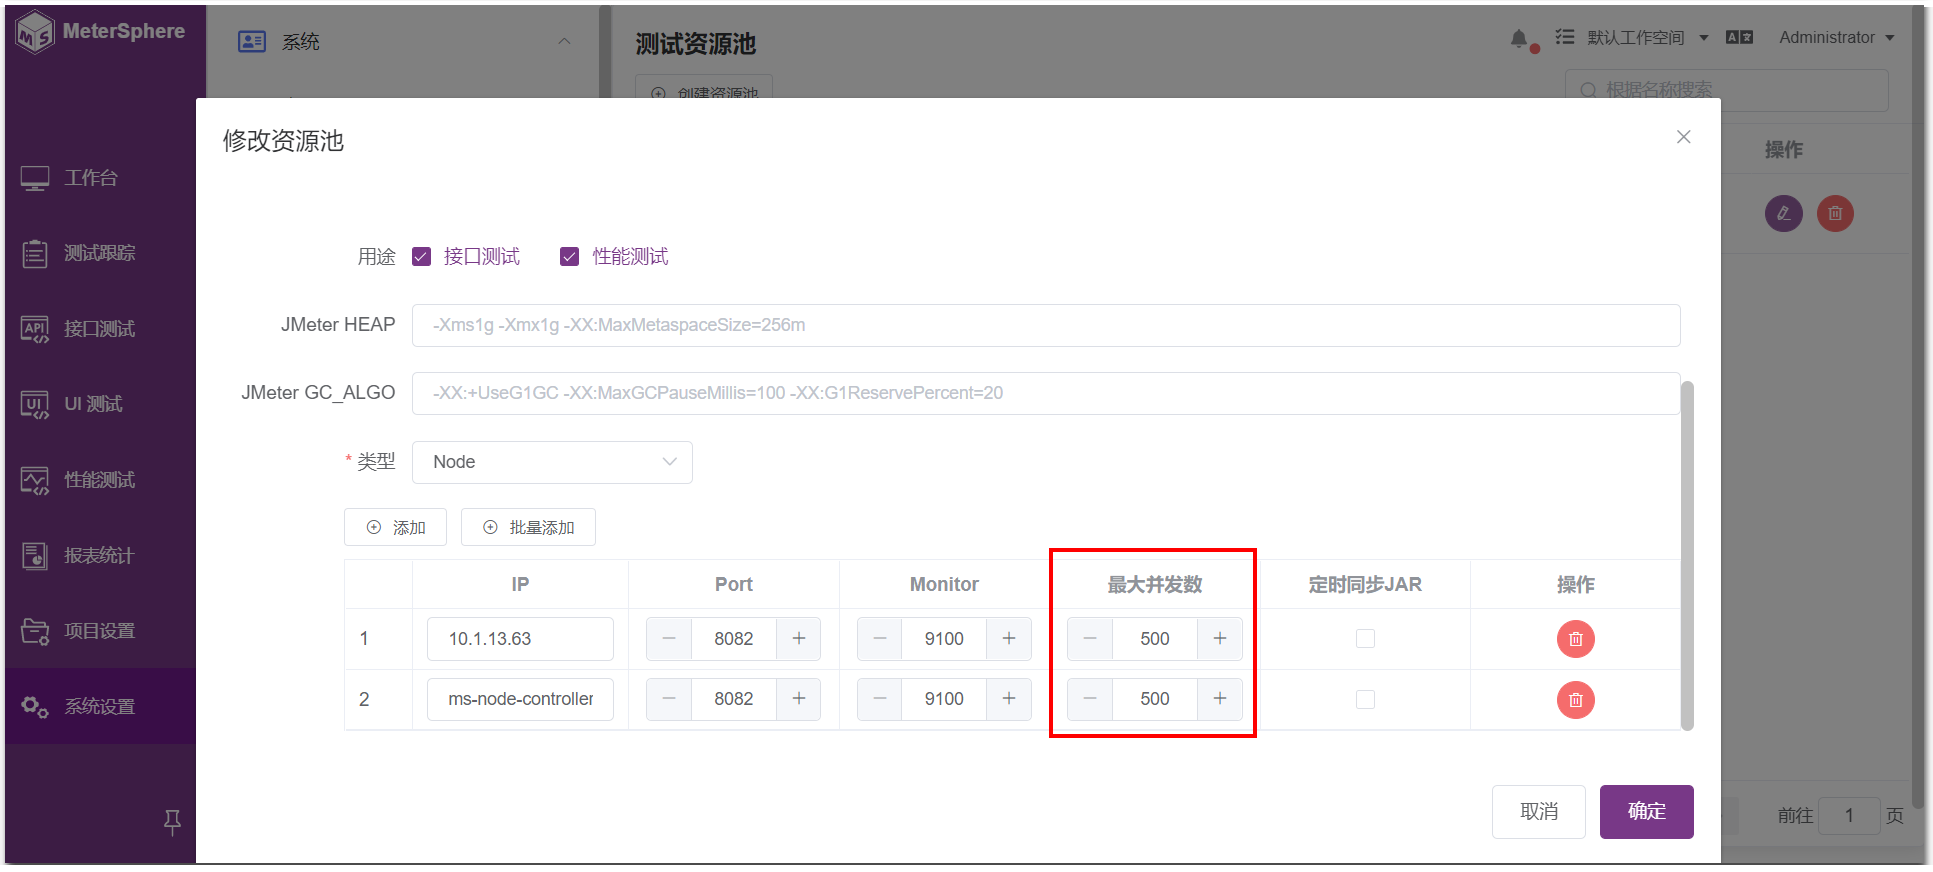 MeterSphere
系统
测试资源池
默认工作空间
Administrator
创建资源池
根据名称搜索
操作
工作台
测试跟踪
API 接口测试
UI UI 测试
性能测试
报表统计
项目设置
系统设置
修改资源池
用途 接口测试 性能测试
JMeter HEAP -Xms1g -Xmx1g -XX:MaxMetaspaceSize=256m
JMeter GC_ALGO -XX:+UseG1GC -XX:MaxGCPauseMillis=100 -XX:G1ReservePercent=20
* 类型 Node
添加 批量添加
IP Port Monitor 最大并发数 定时同步JAR 操作
1 10.1.13.63 − 8082 + − 9100 + − 500 +
2 ms-node-controller − 8082 + − 9100 + − 500 +
取消 确定
前往 1 页